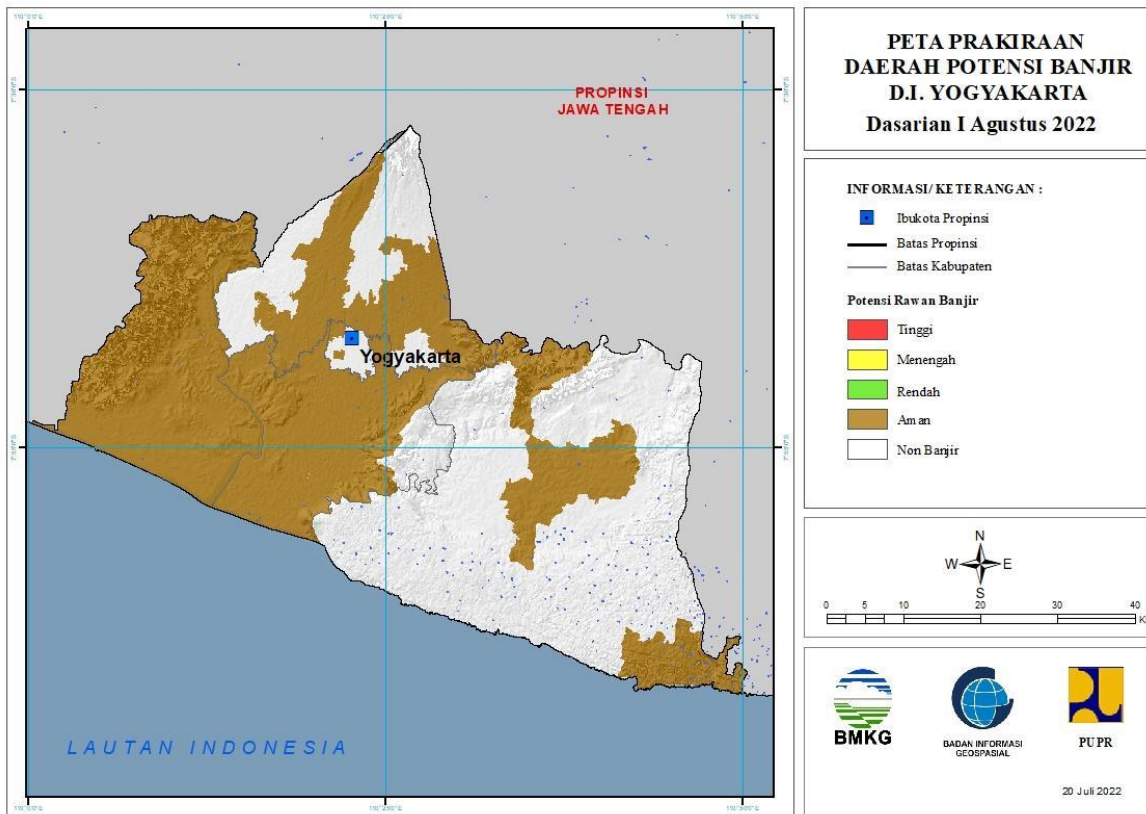 PETA PRAKIRAAN
DAERAH POTENSI BANJIR
D.I. YOGYAKARTA
Dasarian I Agustus 2022
PROPINSI
JAWA TENGAH
Yogyakarta
LAUTAN INDONESIA
INFORMASI/ KETERANGAN :
Ibukota Propinsi
Batas Propinsi
Batas Kabupaten
Potensi Rawan Banjir
Tinggi
Menengah
Rendah
Aman
Non Banjir
N
W E
S
0 5 10 20 30 40
BMKG
BADAN INFORMASI
GEOSPASIAL
PUPR
20 Juli 2022